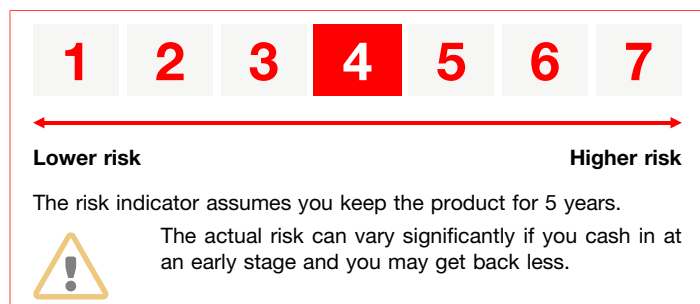 1 2 3 4 5 6 7
Lower risk Higher risk
The risk indicator assumes you keep the product for 5 years.
The actual risk can vary significantly if you cash in at
an early stage and you may get back less.